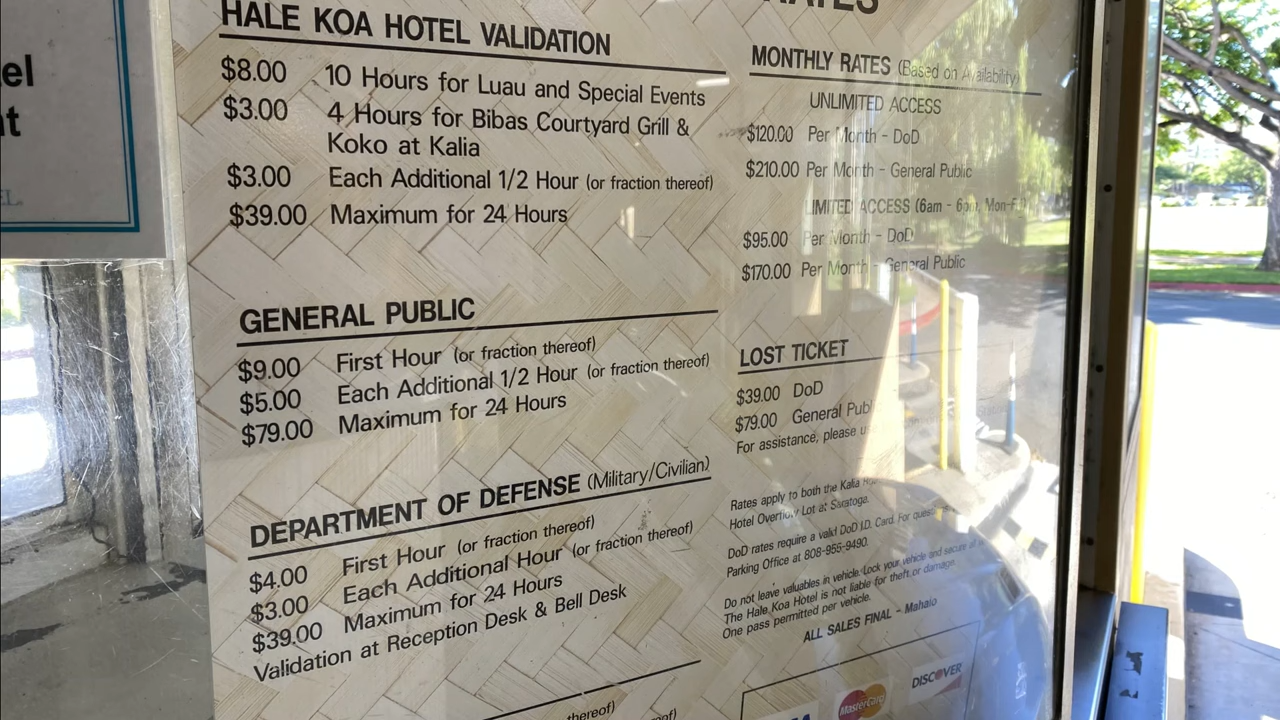 el
nt
EL.
RATES
HALE KOA HOTEL VALIDATION
$8.00 10 Hours for Luau and Special Events
$3.00 4 Hours for Bibas Courtyard Grill &
Koko at Kalia
$3.00 Each Additional 1/2 Hour (or fraction thereof)
$39.00 Maximum for 24 Hours
GENERAL PUBLIC
$9.00 First Hour (or fraction thereof)
$5.00 Each Additional 1/2 Hour (or fraction thereof)
$79.00 Maximum for 24 Hours
DEPARTMENT OF DEFENSE (Military/Civilian)
$4.00 First Hour (or fraction thereof)
$3.00 Each Additional Hour (or fraction thereof)
$39.00 Maximum for 24 Hours
Validation at Reception Desk & Bell Desk
thereof)
thereof)
MONTHLY RATES (Based on Availability)
UNLIMITED ACCESS
$120.00 Per Month - DoD
$210.00 Per Month - General Public
LIMITED ACCESS (6am - 6pm, Mon-Fri)
$95.00 Per Month - DoD
$170.00 Per Month - General Public
LOST TICKET
$39.00 DoD
$79.00 General Public
For assistance, please
Rates apply to both the Kalia
Hotel Overflow Lot at Saratoga.
DoD rates require a valid DoD I.D. Card. For
Parking Office at 808-955-9490.
Do not leave valuables in vehicle. Lock your vehicle and secure
The Hale Koa Hotel is not liable for theft or damage.
One pass permitted per vehicle.
ALL SALES FINAL - Mahalo
VISA
MasterCard
DISCOVER